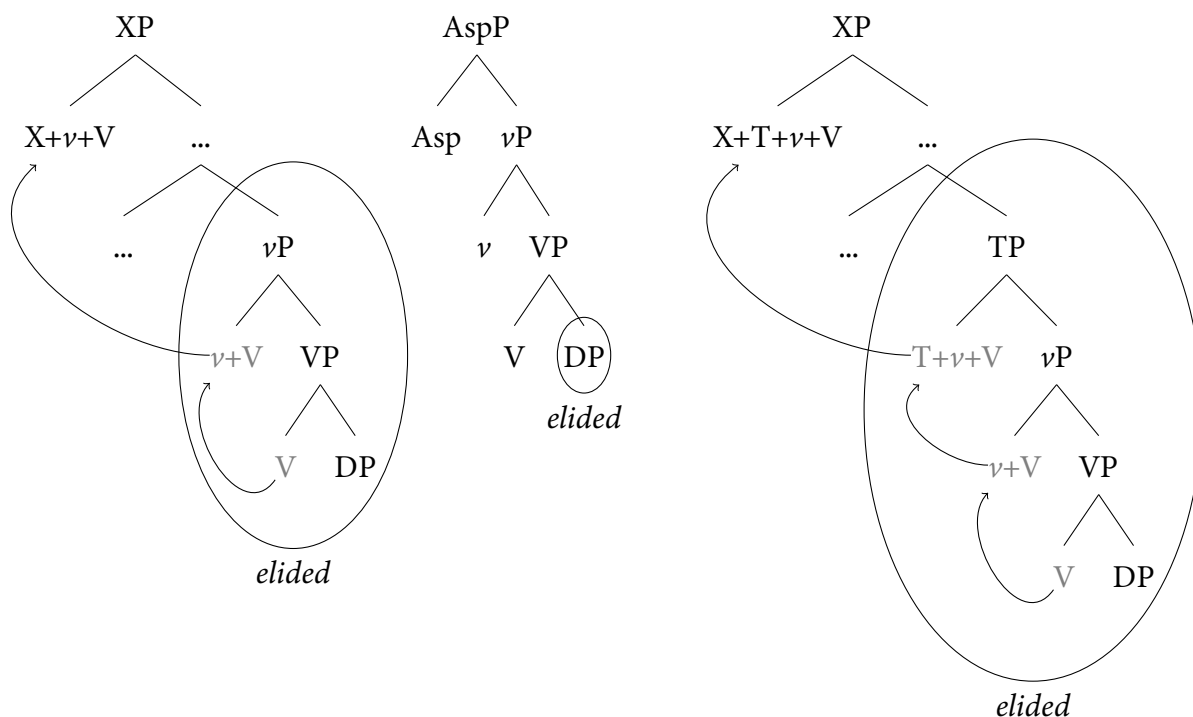 XP
X+v+V ...
... vP
v+V VP
V DP
elided
AspP
Asp vP
v VP
V DP
elided
XP
X+T+v+V ...
... TP
T+v+V vP
v+V VP
V DP
elided